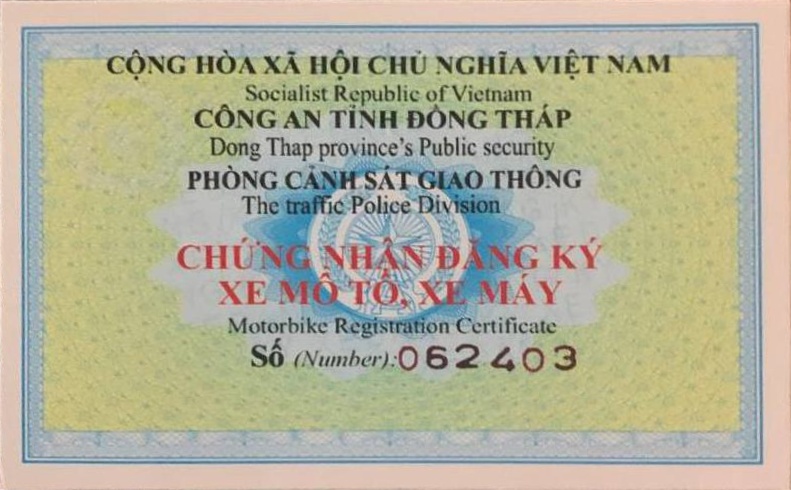 CỘNG HÒA XÃ HỘI CHỦ NGHĨA VIỆT NAM
Socialist Republic of Vietnam
CÔNG AN TỈNH ĐỒNG THÁP
Dong Thap province's Public security
PHÒNG CẢNH SÁT GIAO THÔNG
The traffic Police Division
CHỨNG NHẬN ĐĂNG KÝ
XE MÔ TÔ, XE MÁY
Motorbike Registration Certificate
Số (Number):062403